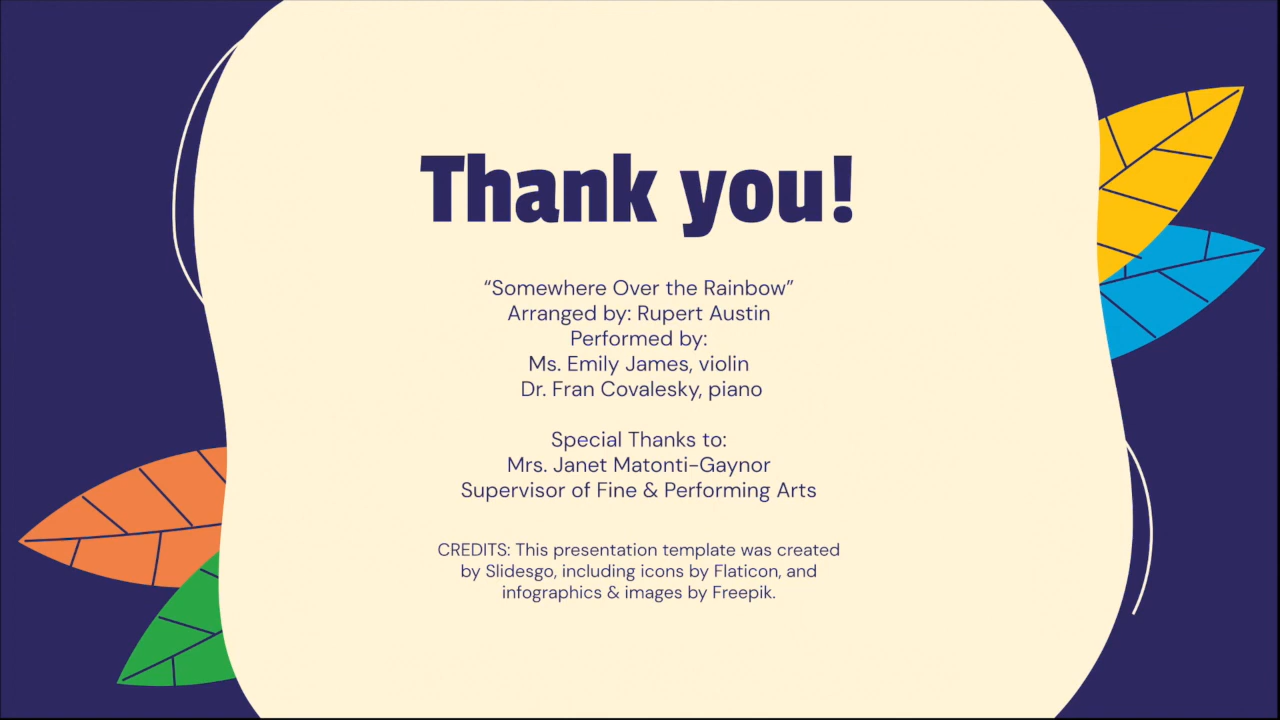 Thank you!
“Somewhere Over the Rainbow”
Arranged by: Rupert Austin
Performed by:
Ms. Emily James, violin
Dr. Fran Covalesky, piano
Special Thanks to:
Mrs. Janet Matonti-Gaynor
Supervisor of Fine & Performing Arts
CREDITS: This presentation template was created
by Slidesgo, including icons by Flaticon, and
infographics & images by Freepik.